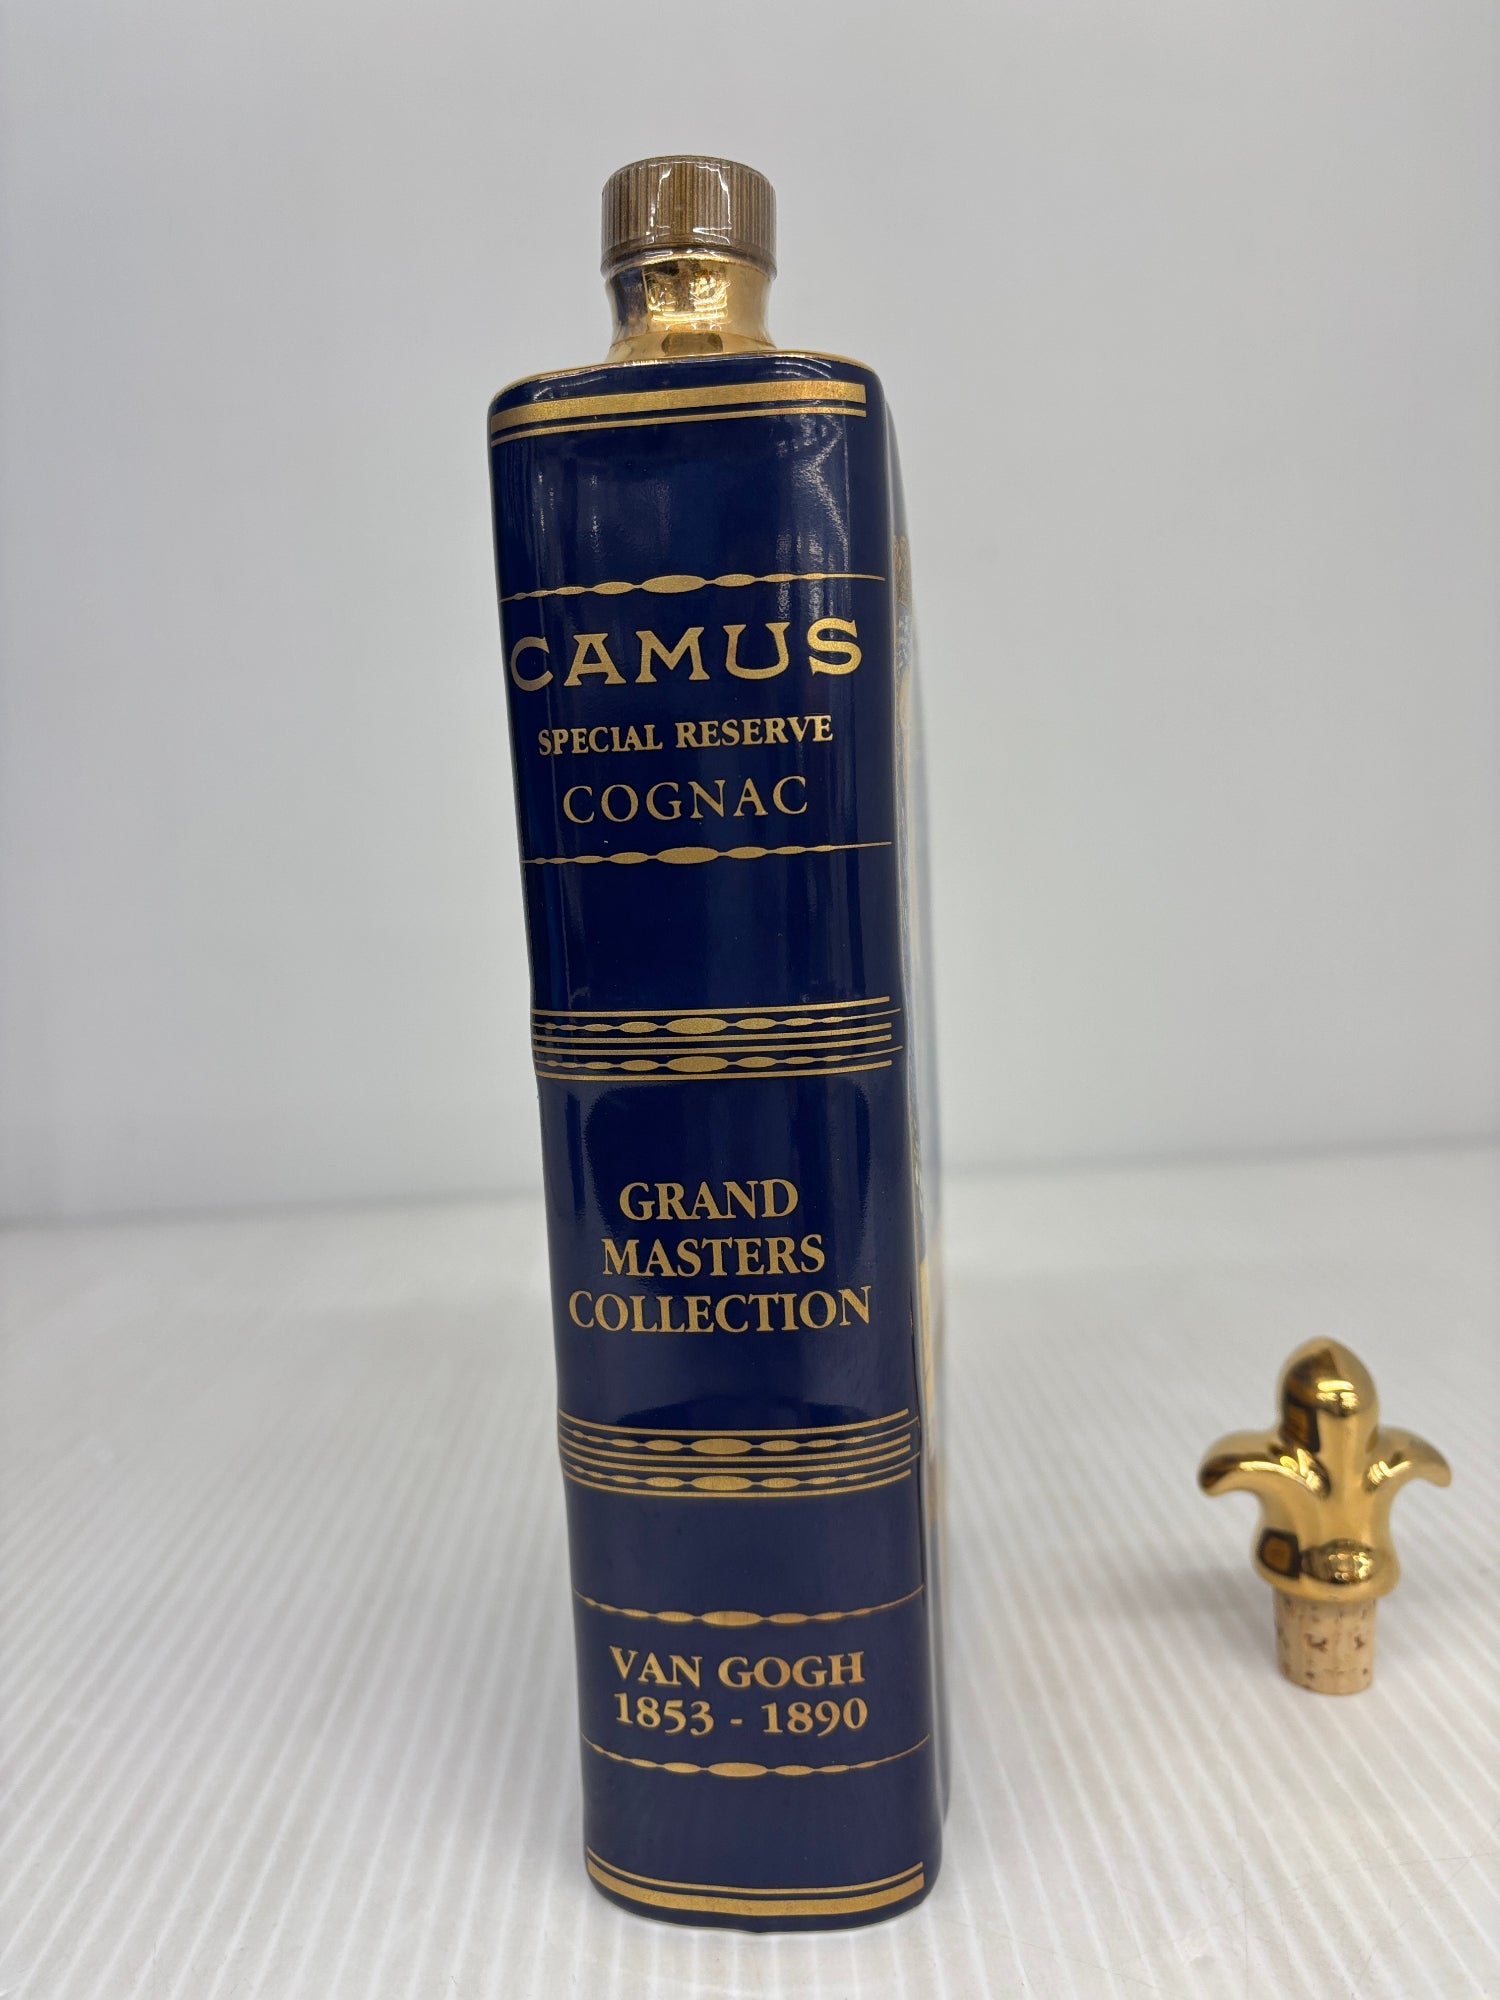 CAMUS
SPECIAL RESERVE
COGNAC
GRAND
MASTERS
COLLECTION
VAN GOGH
1853 - 1890